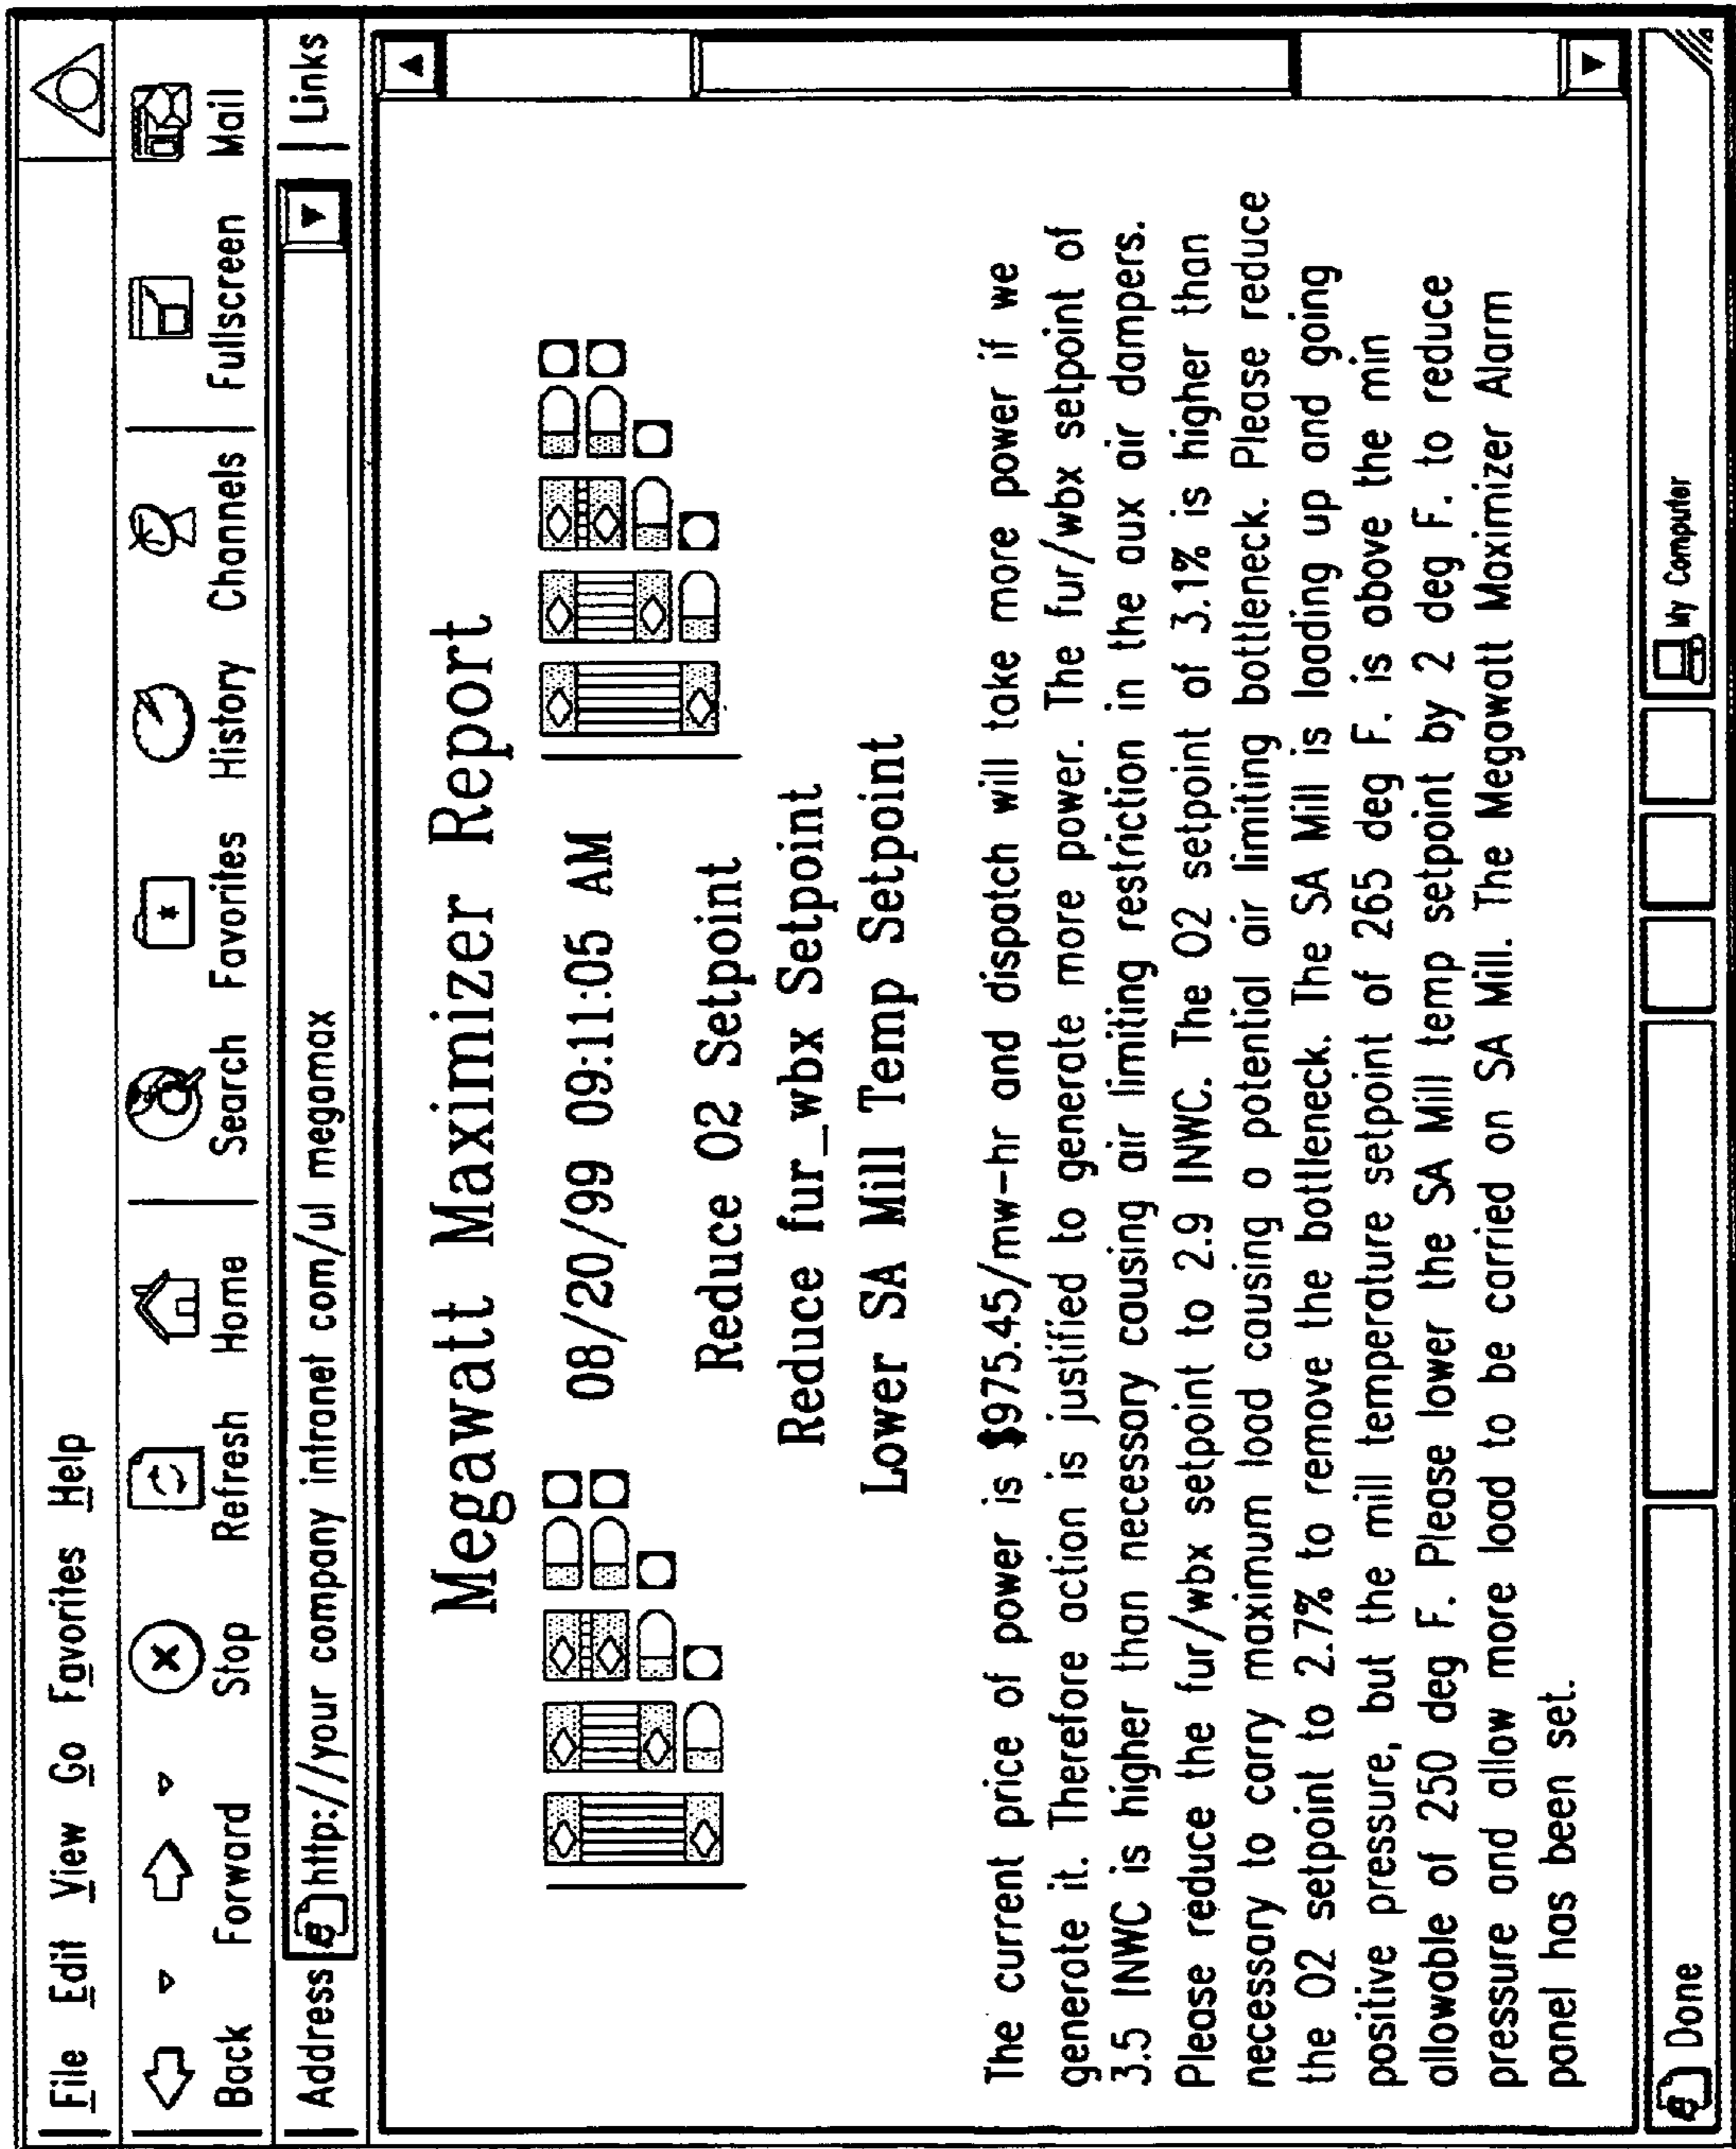 File Edit View Go Favorites Help
Back Forward Stop Refresh Home Search Favorites History Channels Fullscreen Mail
Address http://your company intranet com/ul megamax Links
Megawatt Maximizer Report
08/20/99 09:11:05 AM
Reduce O2 Setpoint
Reduce fur_wbx Setpoint
Lower SA Mill Temp Setpoint
The current price of power is $975.45/mw-hr and dispatch will take more power if we
generate it. Therefore action is justified to generate more power. The fur/wbx setpoint of
3.5 INWC is higher than necessary causing air limiting restriction in the aux air dampers.
Please reduce the fur/wbx setpoint to 2.9 INWC. The O2 setpoint of 3.1% is higher than
necessary to carry maximum load causing a potential air limiting bottleneck. Please reduce
the O2 setpoint to 2.7% to remove the bottleneck. The SA Mill is loading up and going
positive pressure, but the mill temperature setpoint of 265 deg F. is above the min
allowable of 250 deg F. Please lower the SA Mill temp setpoint by 2 deg F. to reduce
pressure and allow more load to be carried on SA Mill. The Megawatt Maximizer Alarm
panel has been set.
Done My Computer